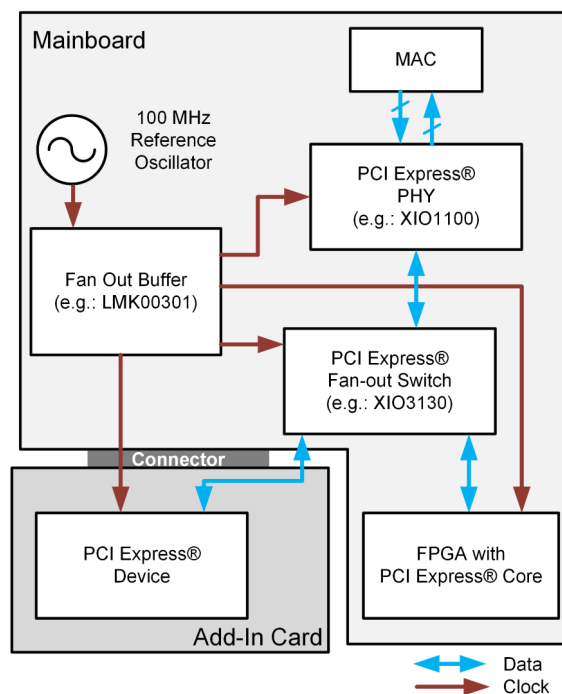 Mainboard
MAC
100 MHz
Reference
Oscillator
PCI Express®
PHY
(e.g.: XIO1100)
Fan Out Buffer
(e.g.: LMK00301)
PCI Express®
Fan-out Switch
(e.g.: XIO3130)
Connector
PCI Express®
Device
FPGA with
PCI Express® Core
Add-In Card
Data
Clock